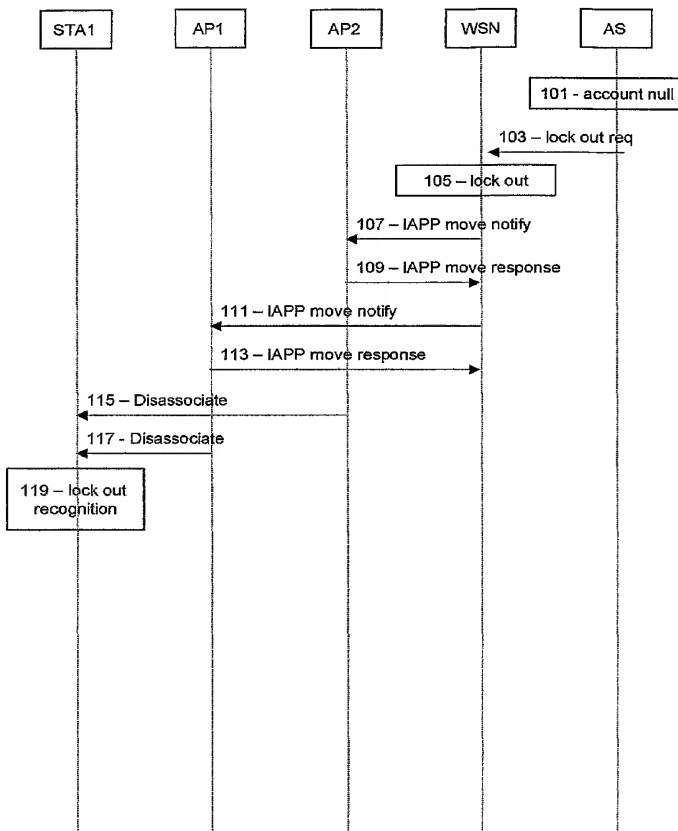 STA1
AP1
AP2
WSN
AS
101 - account null
103 – lock out req
105 – lock out
107 – IAPP move notify
109 – IAPP move response
111 – IAPP move notify
113 – IAPP move response
115 – Disassociate
117 - Disassociate
119 – lock out
recognition